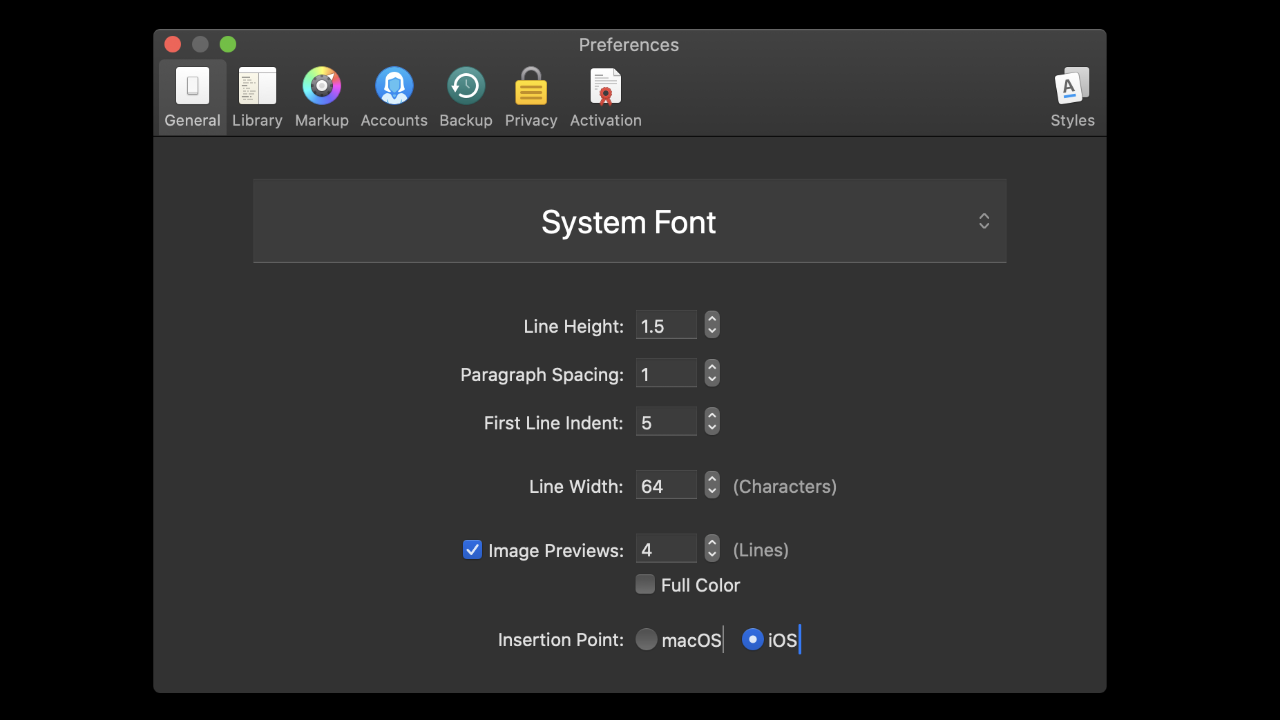 Preferences
General Library Markup Accounts Backup Privacy Activation Styles
System Font
Line Height: 1.5
Paragraph Spacing: 1
First Line Indent: 5
Line Width: 64 (Characters)
Image Previews: 4 (Lines)
Full Color
Insertion Point: macOS iOS